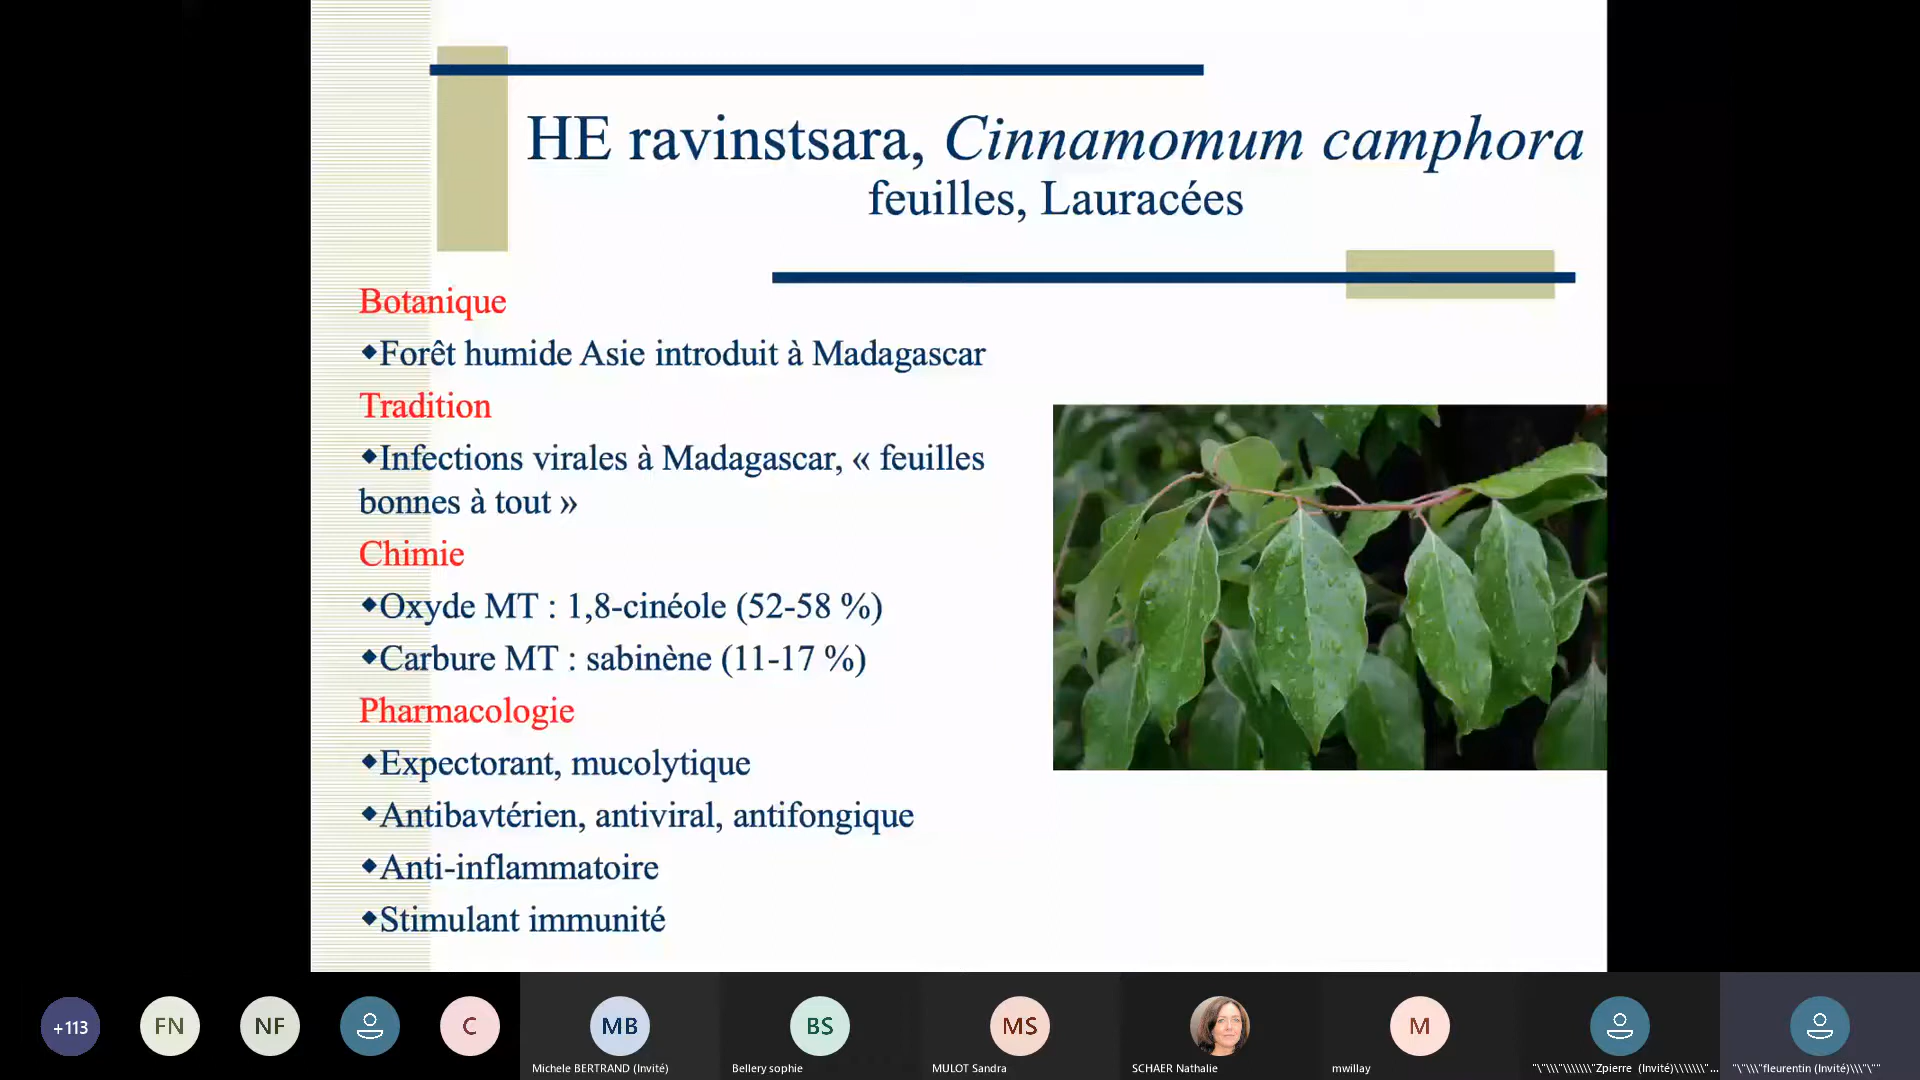 HE ravinstsara, Cinnamomum camphora
feuilles, Lauracées
Botanique
◆Forêt humide Asie introduit à Madagascar
Tradition
◆Infections virales à Madagascar, « feuilles
bonnes à tout »
Chimie
◆Oxyde MT : 1,8-cinéole (52-58 %)
◆Carbure MT : sabinène (11-17 %)
Pharmacologie
◆Expectorant, mucolytique
◆Antibavtérien, antiviral, antifongique
◆Anti-inflammatoire
◆Stimulant immunité
+113
FN
NF
C
MB
BS
MS
M
Michele BERTRAND (Invité)
Bellery sophie
MULOT Sandra
SCHAER Nathalie
mwillay
"\"\\\"\\\\\\\"Zpierre (Invité)\\\\\\\"...
"\"\\\"fleurentin (Invité)\\\"\""